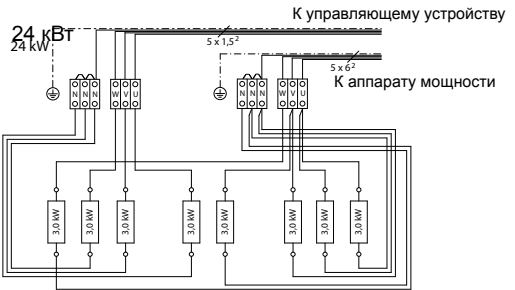 К управляющему устройству
24 кВт
24 kW
5 x 1,5²
5 x 6²
К аппарату мощности
N N N W V U N N N W V U
3,0 kW 3,0 kW 3,0 kW 3,0 kW 3,0 kW 3,0 kW 3,0 kW 3,0 kW